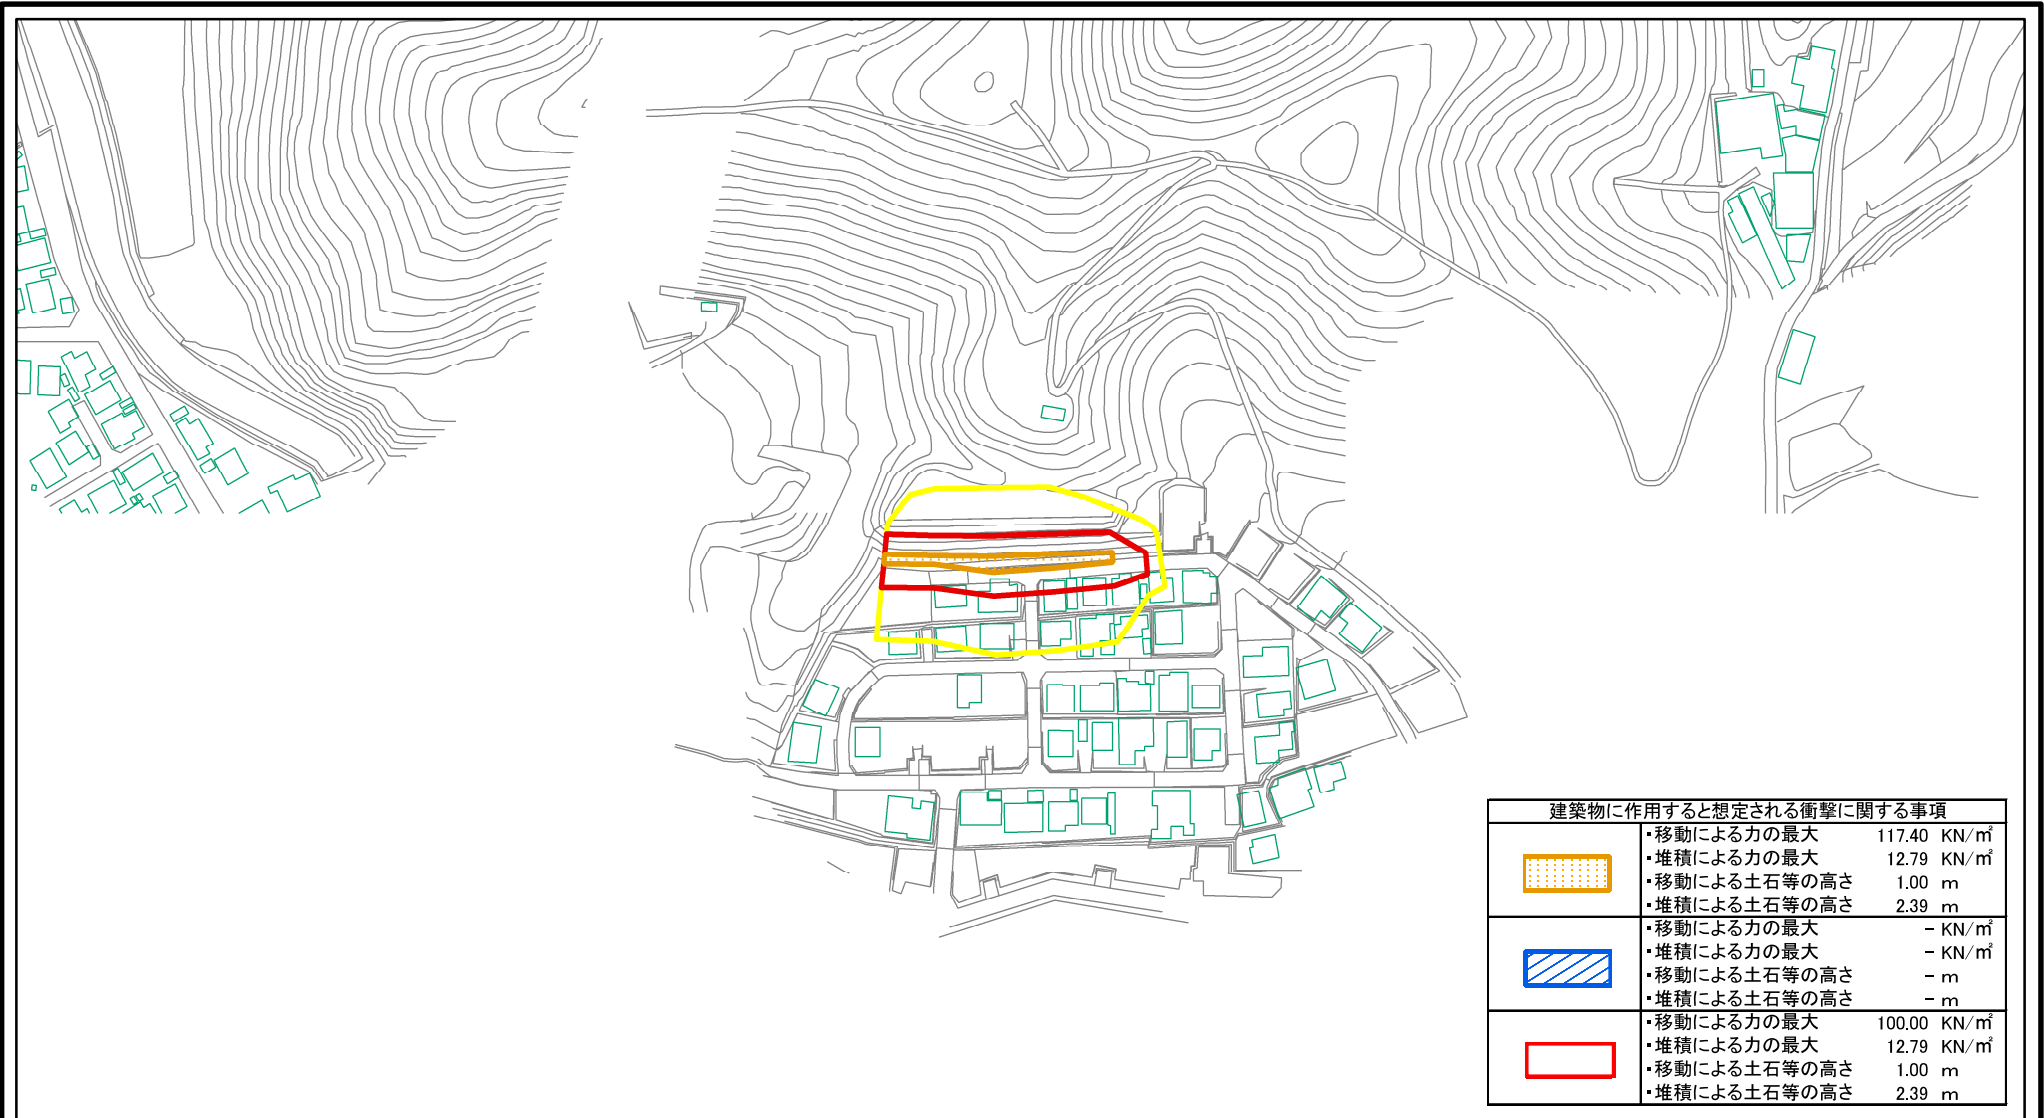 建築物に作用すると想定される衝撃に関する事項
・移動による力の最大 117.40 KN/㎡
・堆積による力の最大 12.79 KN/㎡
・移動による土石等の高さ 1.00 m
・堆積による土石等の高さ 2.39 m
・移動による力の最大 - KN/㎡
・堆積による力の最大 - KN/㎡
・移動による土石等の高さ - m
・堆積による土石等の高さ - m
・移動による力の最大 100.00 KN/㎡
・堆積による力の最大 12.79 KN/㎡
・移動による土石等の高さ 1.00 m
・堆積による土石等の高さ 2.39 m